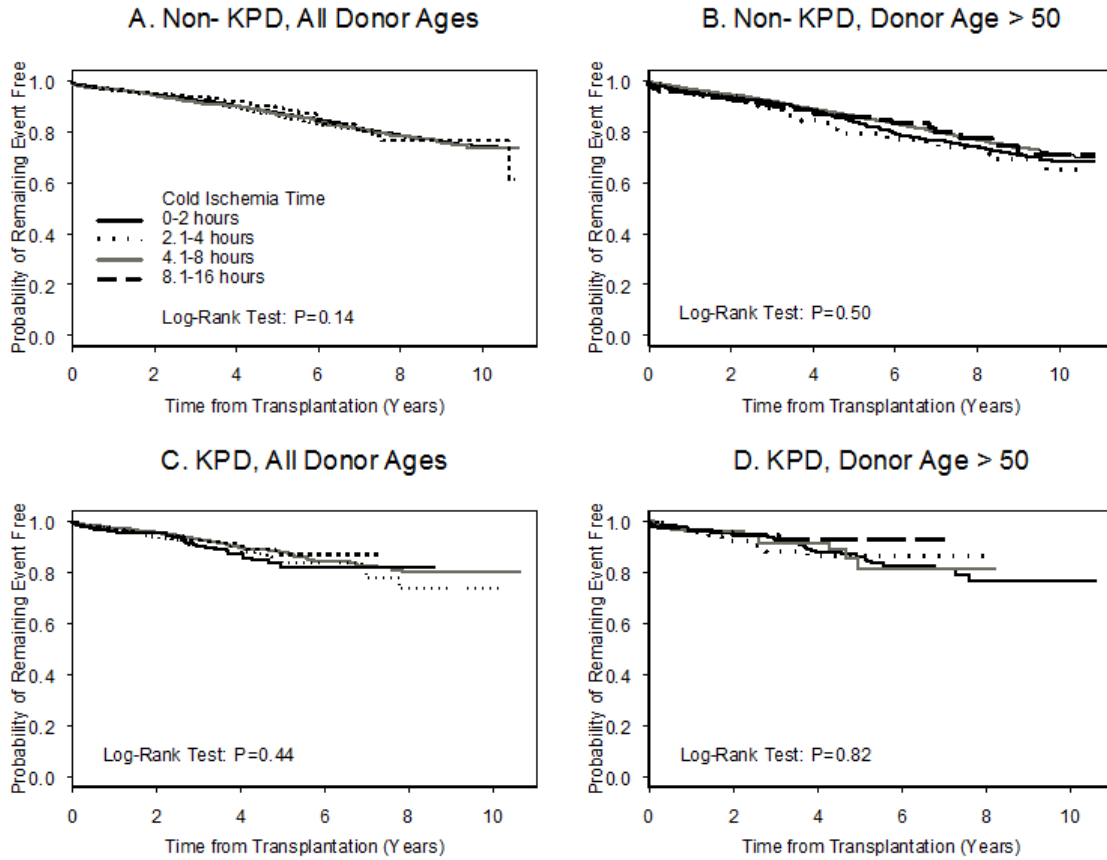 A. Non- KPD, All Donor Ages
Probability of Remaining Event Free
1.0
0.8
0.6
0.4
0.2
0.0
Cold Ischemia Time
0-2 hours
2.1-4 hours
4.1-8 hours
8.1-16 hours
Log-Rank Test: P=0.14
0 2 4 6 8 10
Time from Transplantation (Years)
B. Non- KPD, Donor Age > 50
Probability of Remaining Event Free
1.0
0.8
0.6
0.4
0.2
0.0
Log-Rank Test: P=0.50
0 2 4 6 8 10
Time from Transplantation (Years)
C. KPD, All Donor Ages
Probability of Remaining Event Free
1.0
0.8
0.6
0.4
0.2
0.0
Log-Rank Test: P=0.44
0 2 4 6 8 10
Time from Transplantation (Years)
D. KPD, Donor Age > 50
Probability of Remaining Event Free
1.0
0.8
0.6
0.4
0.2
0.0
Log-Rank Test: P=0.82
0 2 4 6 8 10
Time from Transplantation (Years)